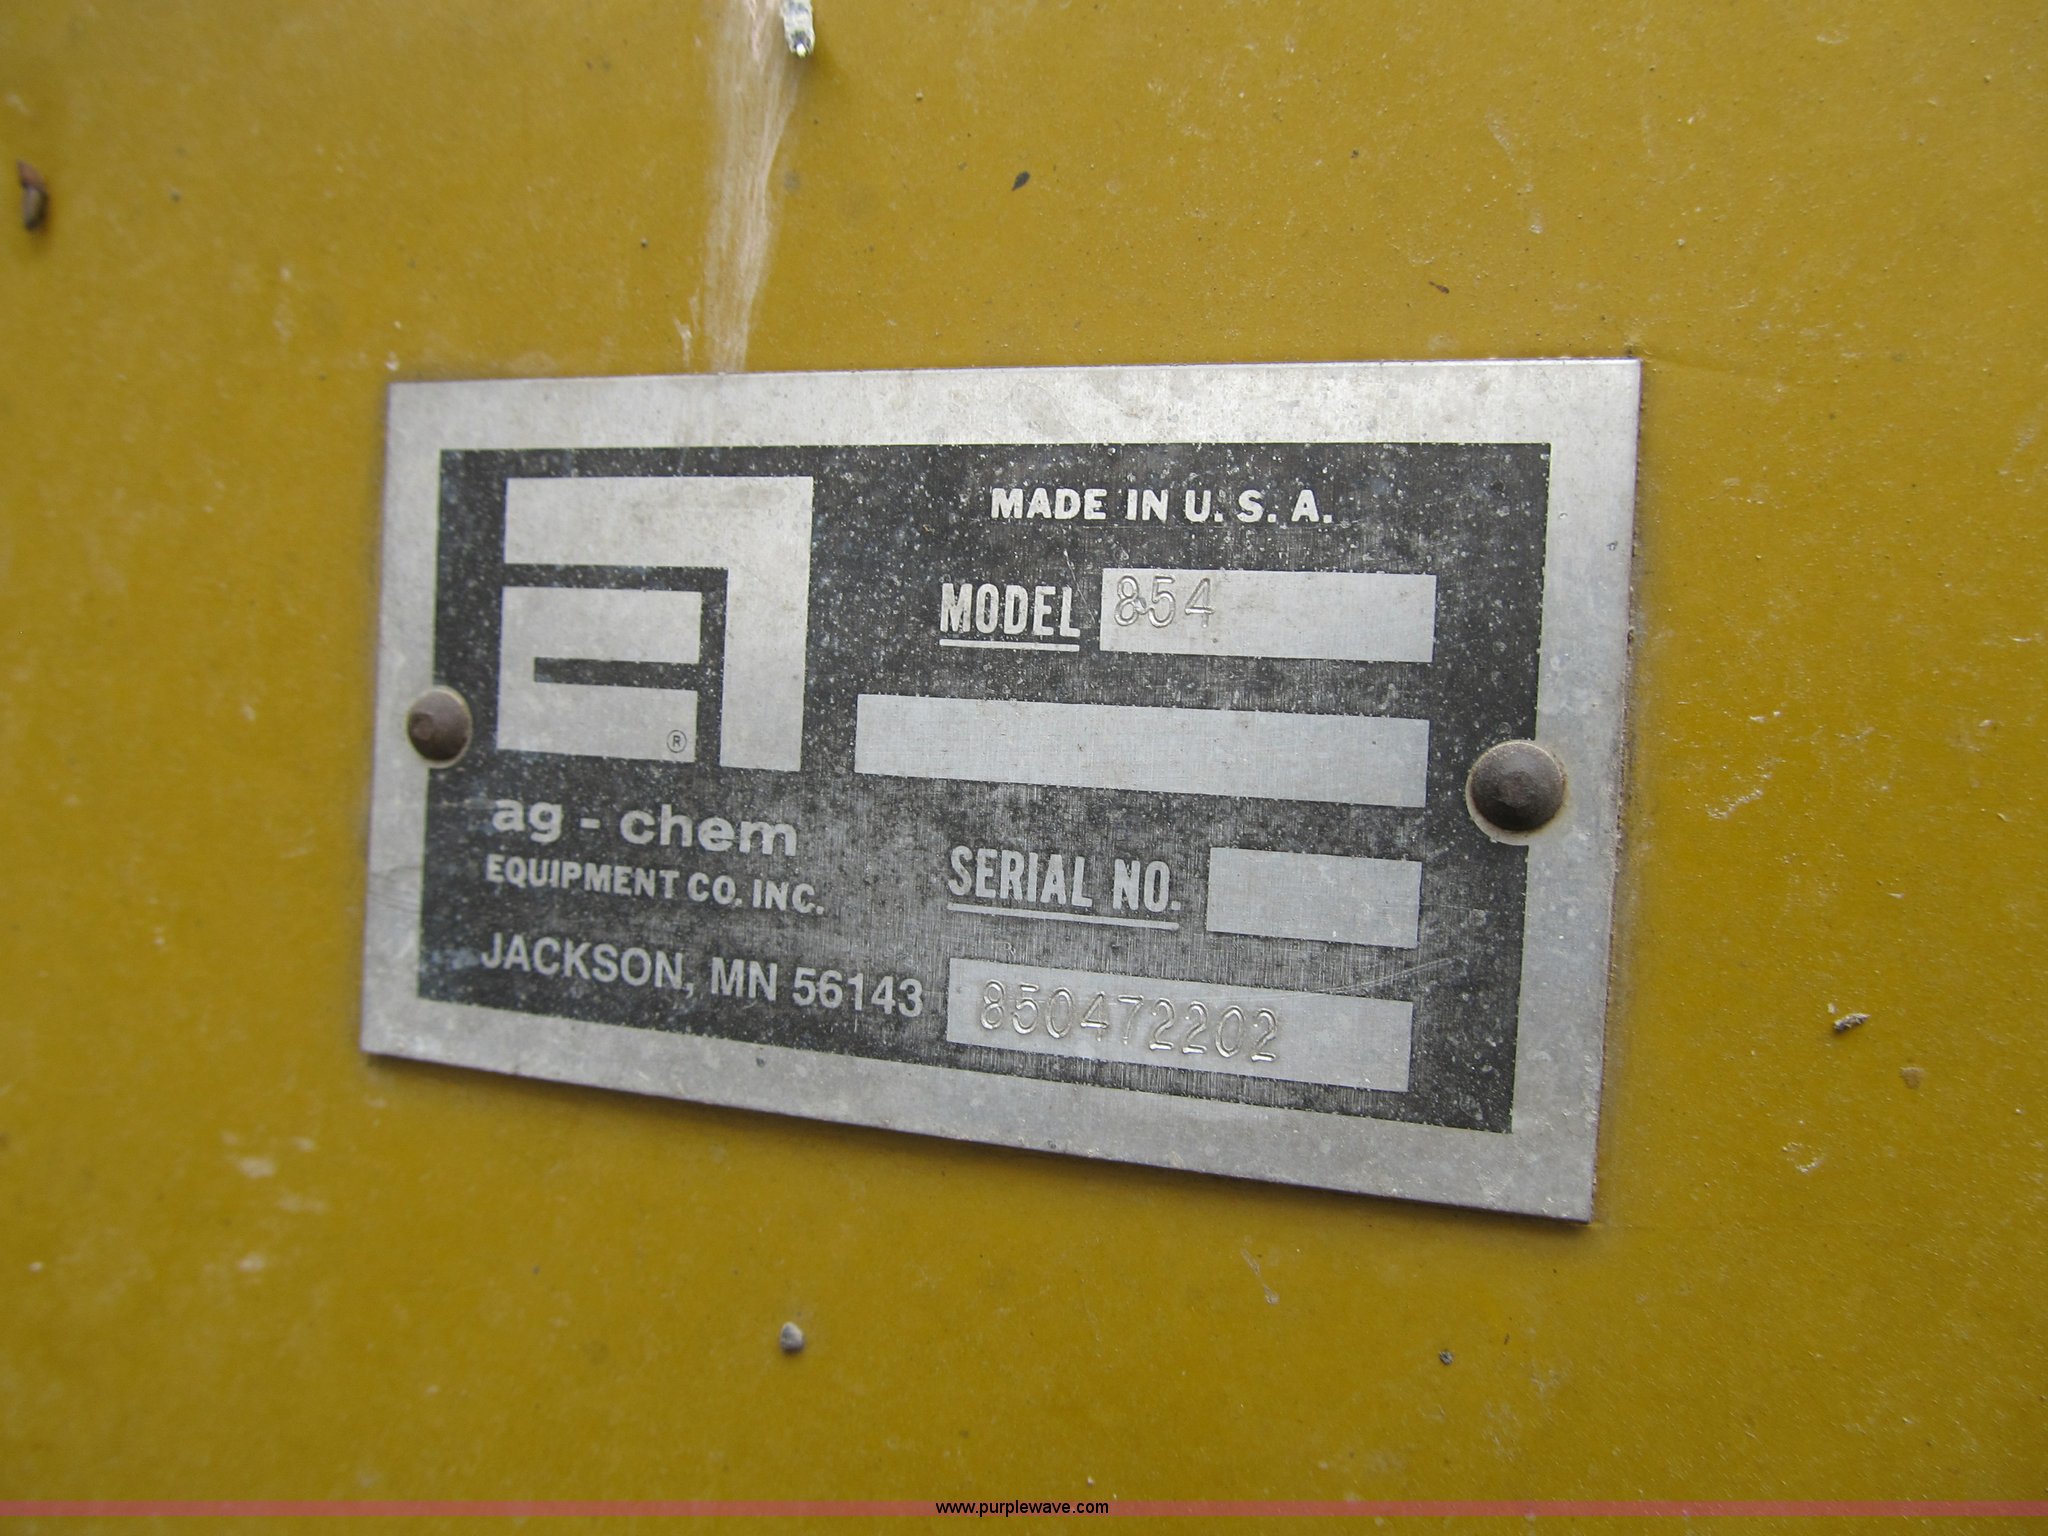 MADE IN U. S. A.
MODEL 854
®
ag - chem
EQUIPMENT CO. INC.
JACKSON, MN 56143
SERIAL NO.
850472202
www.purplewave.com